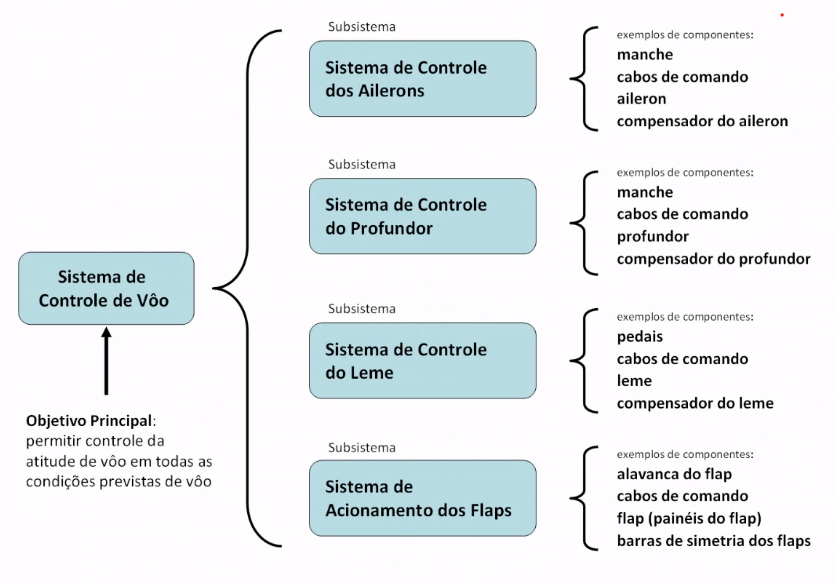 Sistema de
Controle de Vôo
Objetivo Principal:
permitir controle da
atitude de vôo em todas as
condições previstas de vôo
Subsistema
Sistema de Controle
dos Ailerons
exemplos de componentes:
manche
cabos de comando
aileron
compensador do aileron
Subsistema
Sistema de Controle
do Profundor
exemplos de componentes:
manche
cabos de comando
profundor
compensador do profundor
Subsistema
Sistema de Controle
do Leme
exemplos de componentes:
pedais
cabos de comando
leme
compensador do leme
Subsistema
Sistema de
Acionamento dos Flaps
exemplos de componentes:
alavanca do flap
cabos de comando
flap (painéis do flap)
barras de simetria dos flaps